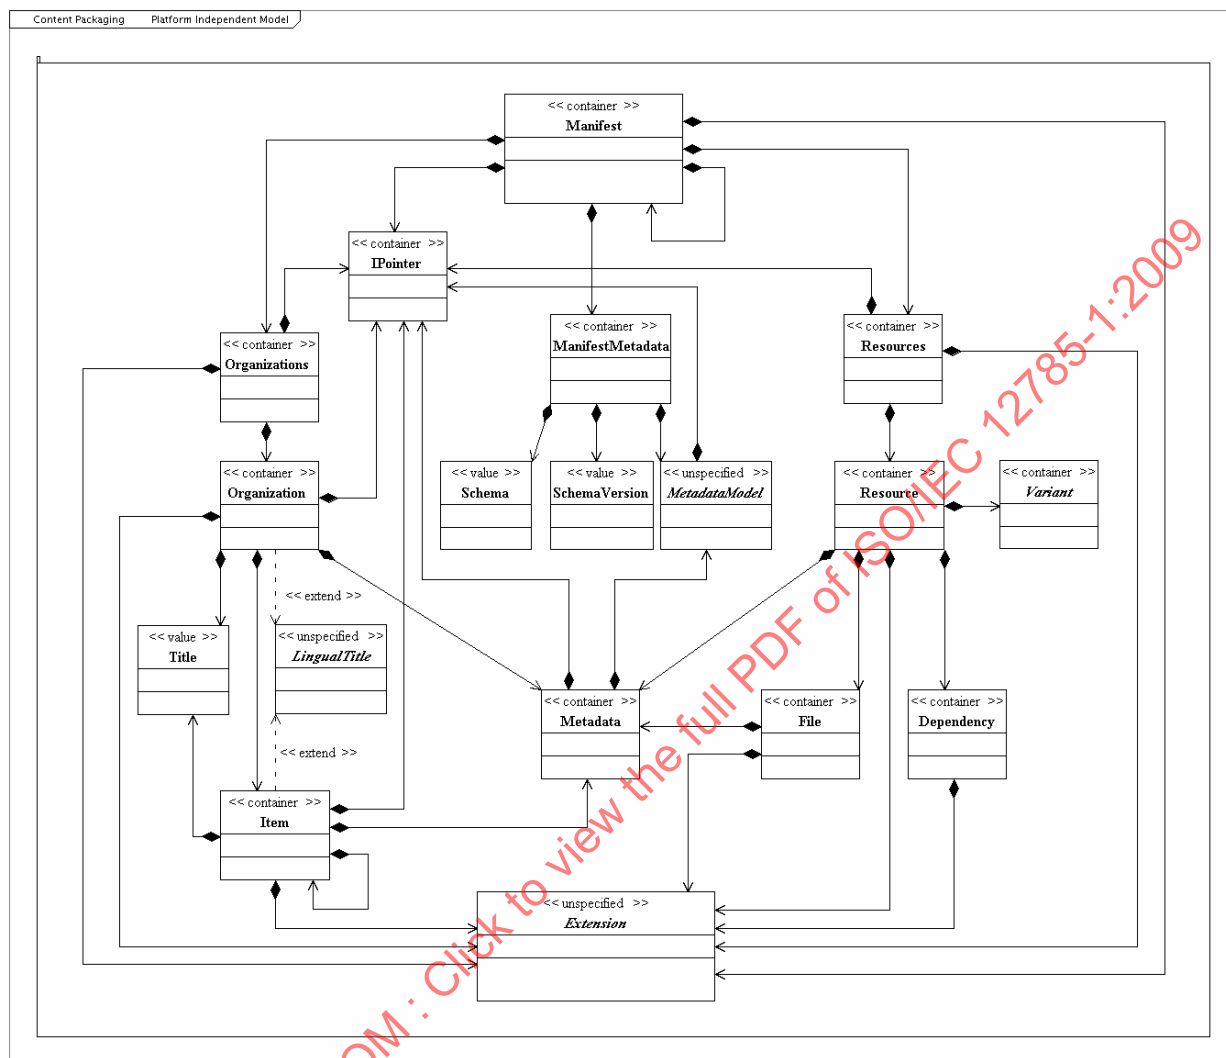 Content Packaging Platform Independent Model
<< container >>
Manifest
<< container >>
IPointer
<< container >>
Organizations
<< container >>
ManifestMetadata
<< container >>
Resources
<< container >>
Organization
<< value >>
Schema
<< value >>
SchemaVersion
<< unspecified >>
MetadataModel
<< container >>
Resource
<< container >>
Variant
<< extend >>
<< value >>
Title
<< unspecified >>
LingualTitle
<< container >>
Metadata
<< container >>
File
<< container >>
Dependency
<< extend >>
<< container >>
Item
<< unspecified >>
Extension
OM : Click to view the full PDF of ISO/IEC 12785-1:2009